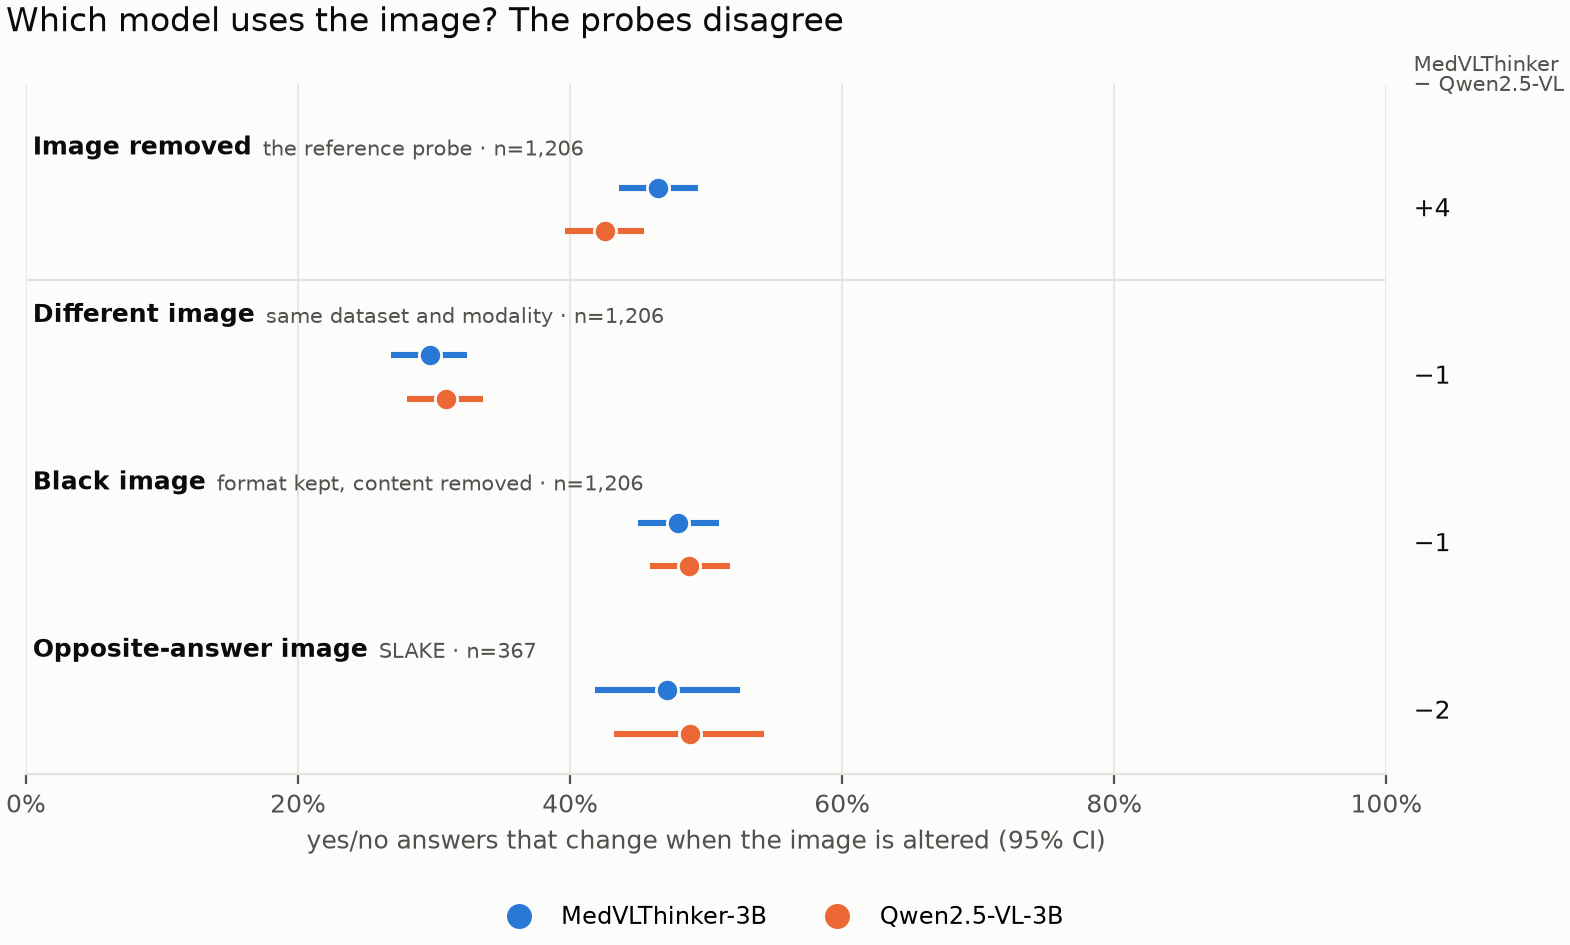 Which model uses the image? The probes disagree
MedVLThinker
− Qwen2.5-VL
Image removed the reference probe · n=1,206
+4
Different image same dataset and modality · n=1,206
−1
Black image format kept, content removed · n=1,206
−1
Opposite-answer image SLAKE · n=367
−2
0% 20% 40% 60% 80% 100%
yes/no answers that change when the image is altered (95% CI)
MedVLThinker-3B Qwen2.5-VL-3B